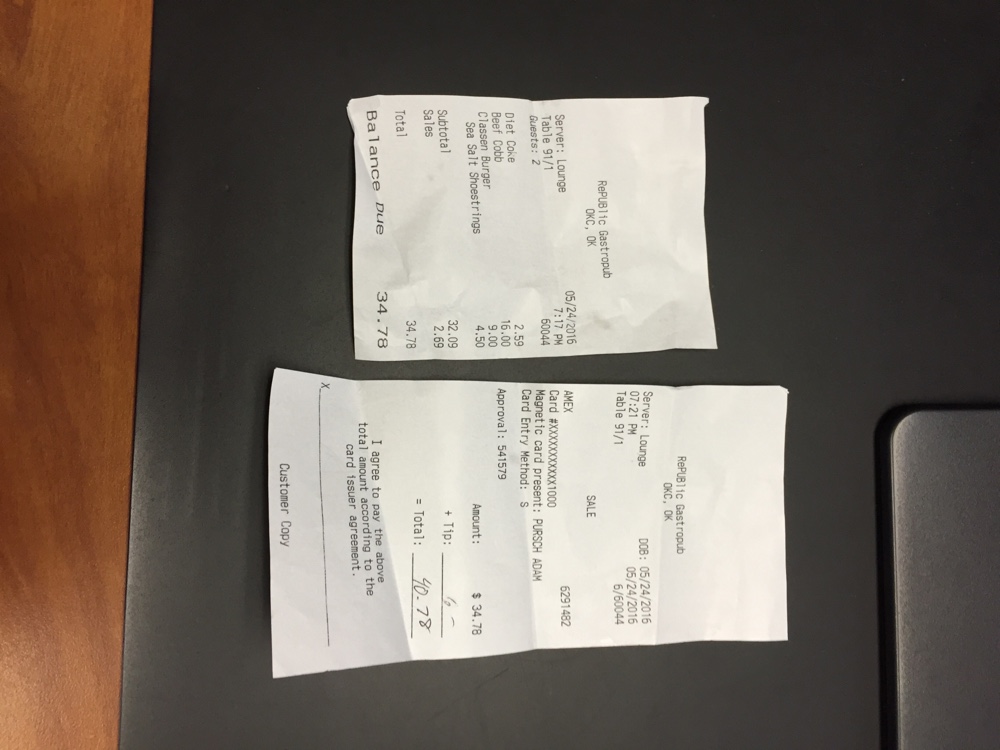 RePUBlic Gastropub
OKC, OK
Server: Lounge 05/24/2016
Table 91/1 7:17 PM
Guests: 2 60044
Diet Coke 2.59
Beef Cobb 16.00
Classen Burger 9.00
Sea Salt Shoestrings 4.50
Subtotal 32.09
Sales 2.69
Total 34.78
Balance Due 34.78
RePUBlic Gastropub
OKC, OK
Server: Lounge DOB: 05/24/2016
07:21 PM 05/24/2016
Table 91/1 6/60044
SALE
AMEX 6291482
Card #XXXXXXXXXXX1000
Magnetic card present: PURSCH ADAM
Card Entry Method: S
Approval: 541579
Amount: $ 34.78
+ Tip:
= Total: 40.78
I agree to pay the above
total amount according to the
card issuer agreement.
X
Customer Copy